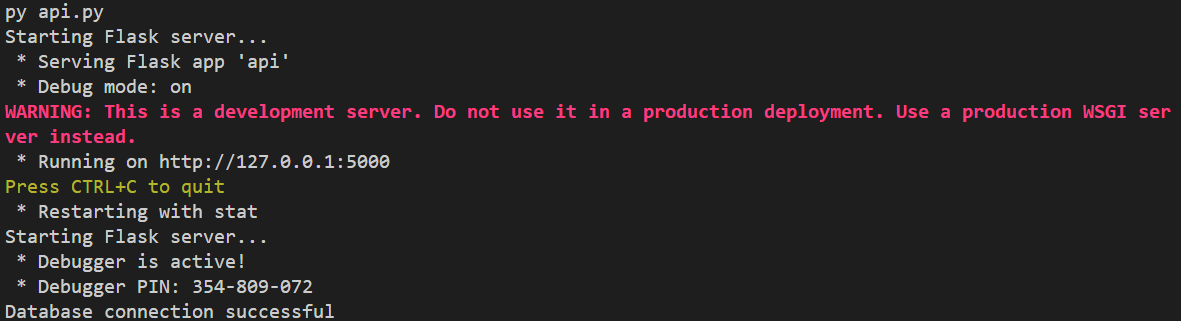 py api.py
Starting Flask server...
 * Serving Flask app 'api'
 * Debug mode: on
WARNING: This is a development server. Do not use it in a production deployment. Use a production WSGI ser
ver instead.
 * Running on http://127.0.0.1:5000
Press CTRL+C to quit
 * Restarting with stat
Starting Flask server...
 * Debugger is active!
 * Debugger PIN: 354-809-072
Database connection successful